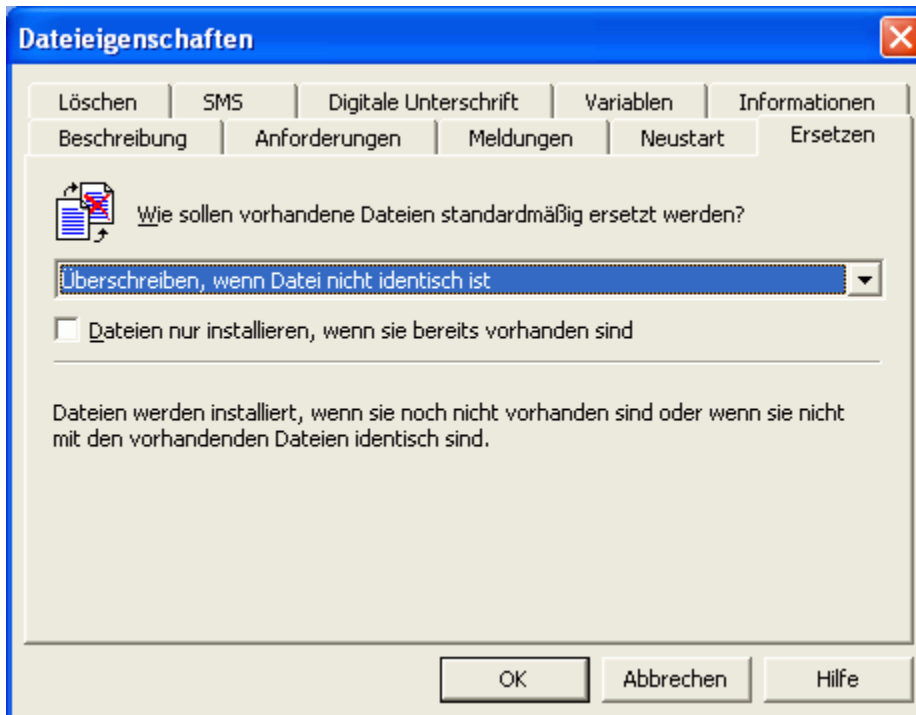 Dateieigenschaften
Löschen SMS Digitale Unterschrift Variablen Informationen
Beschreibung Anforderungen Meldungen Neustart Ersetzen
Wie sollen vorhandene Dateien standardmäßig ersetzt werden?
Überschreiben, wenn Datei nicht identisch ist
Dateien nur installieren, wenn sie bereits vorhanden sind
Dateien werden installiert, wenn sie noch nicht vorhanden sind oder wenn sie nicht
mit den vorhandenden Dateien identisch sind.
OK Abbrechen Hilfe